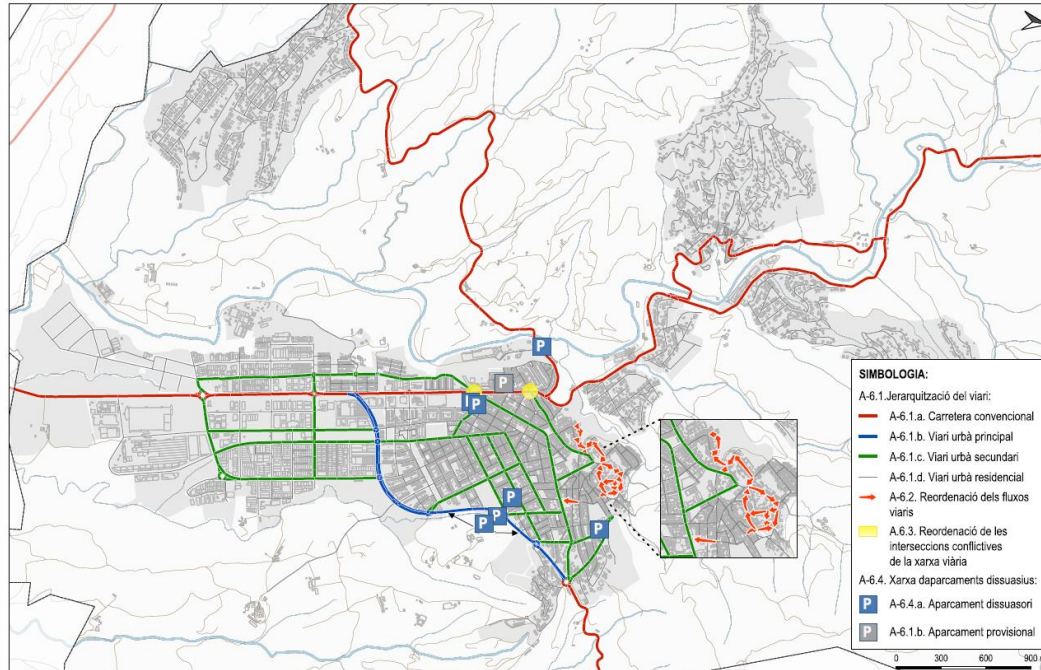 P
P
P
P
P
P
P
SIMBOLOGIA:
A-6.1.Jerarquització del viari:
A-6.1.a. Carretera convencional
A-6.1.b. Viari urbà principal
A-6.1.c. Viari urbà secundari
A-6.1.d. Viari urbà residencial
A-6.2. Reordenació dels fluxos
viaris
A.6.3. Reordenació de les
interseccions conflictives
de la xarxa viària
A-6.4. Xarxa daparcaments dissuasius:
P A-6.4.a. Aparcament dissuasori
P A-6.1.b. Aparcament provisional
0 300 600 900